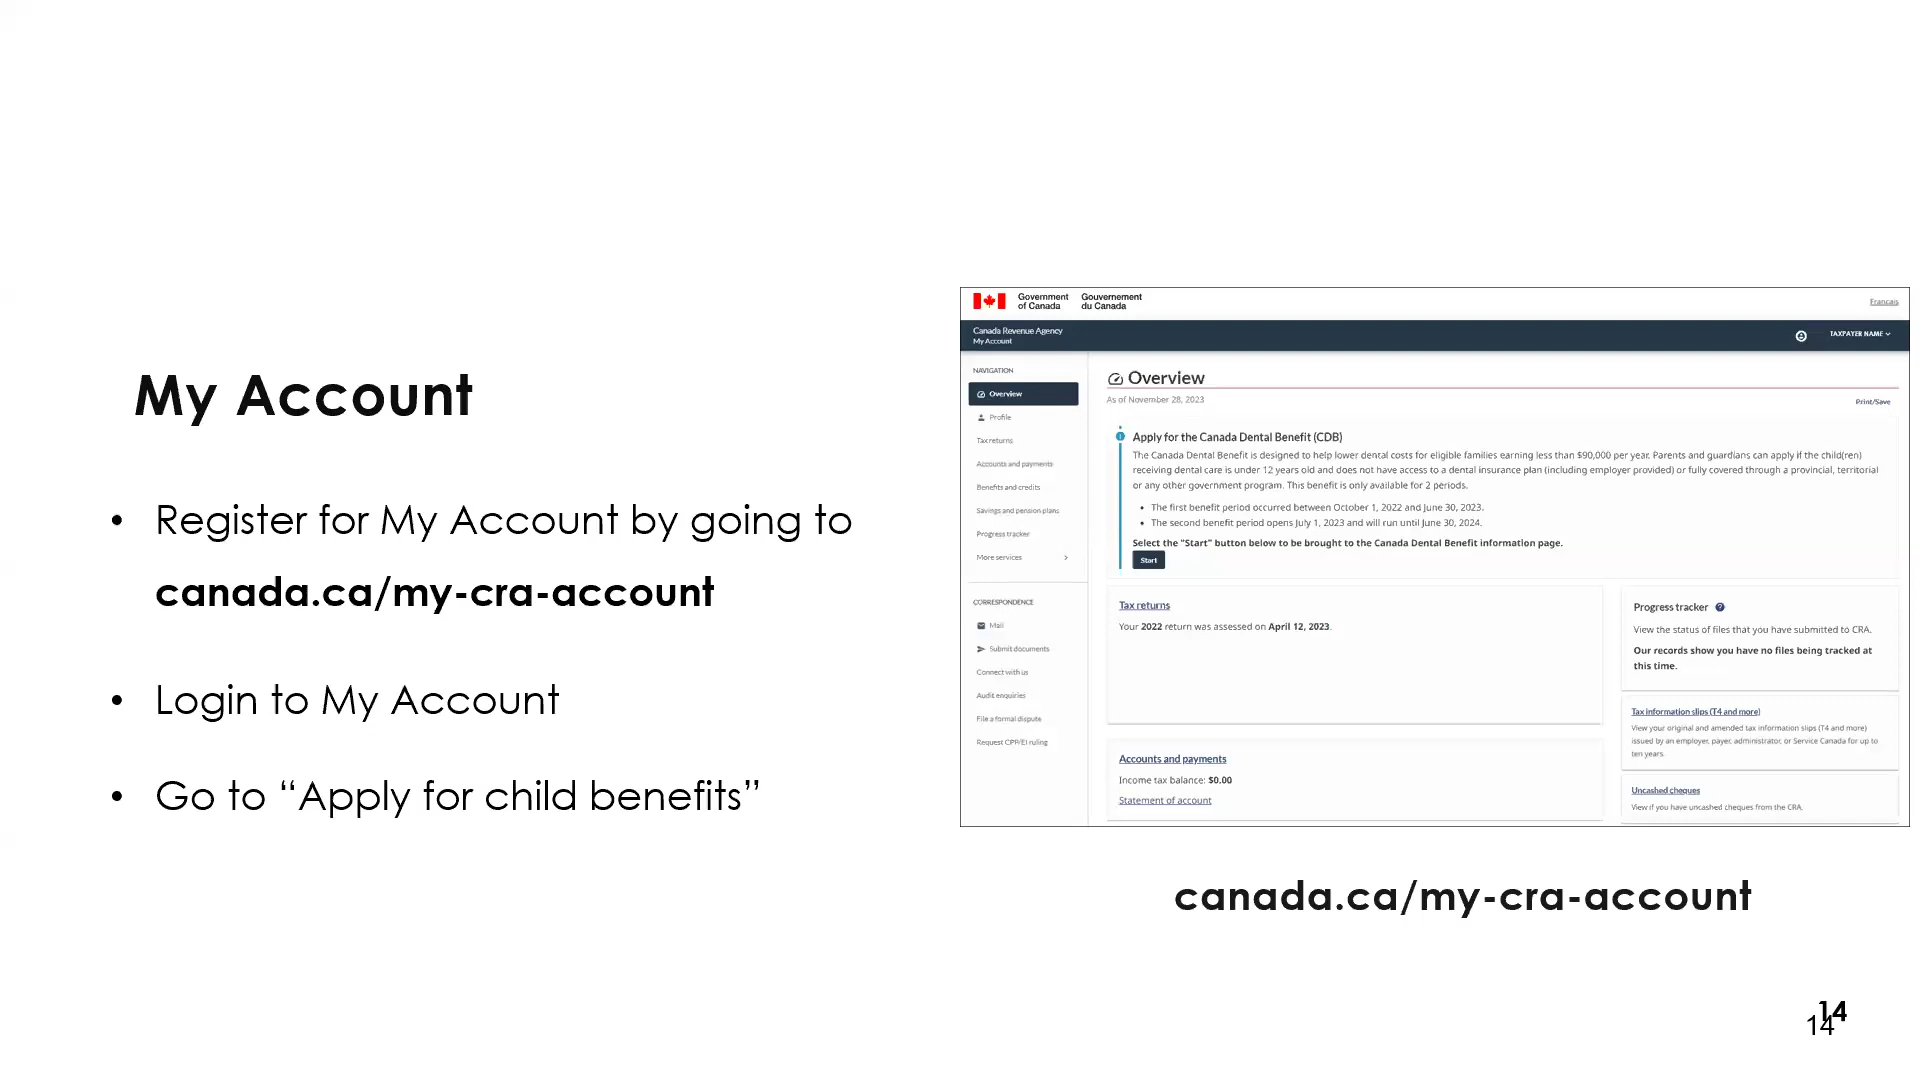 My Account
• Register for My Account by going to
canada.ca/my-cra-account
• Login to My Account
• Go to “Apply for child benefits”
Government of Canada
Gouvernement du Canada
Français
Canada Revenue Agency
My Account
TAXPAYER NAME
NAVIGATION
Overview
Profile
Tax returns
Accounts and payments
Benefits and credits
Savings and pension plans
Progress tracker
More services
CORRESPONDENCE
Mail
Submit documents
Connect with us
Audit enquiries
File a formal dispute
Request CPP/EI ruling
Overview
As of November 28, 2023
Print/Save
Apply for the Canada Dental Benefit (CDB)
The Canada Dental Benefit is designed to help lower dental costs for eligible families earning less than $90,000 per year. Parents and guardians can apply if the child(ren)
receiving dental care is under 12 years old and does not have access to a dental insurance plan (including employer provided) or fully covered through a provincial, territorial
or any other government program. This benefit is only available for 2 periods.
• The first benefit period occurred between October 1, 2022 and June 30, 2023.
• The second benefit period opens July 1, 2023 and will run until June 30, 2024.
Select the "Start" button below to be brought to the Canada Dental Benefit information page.
Start
Tax returns
Your 2022 return was assessed on April 12, 2023.
Accounts and payments
Income tax balance: $0.00
Statement of account
Progress tracker
View the status of files that you have submitted to CRA.
Our records show you have no files being tracked at
this time.
Tax information slips (T4 and more)
View your original and amended tax information slips (T4 and more)
issued by an employer, payer, administrator, or Service Canada for up to
ten years.
Uncashed cheques
View if you have uncashed cheques from the CRA.
canada.ca/my-cra-account
14
14